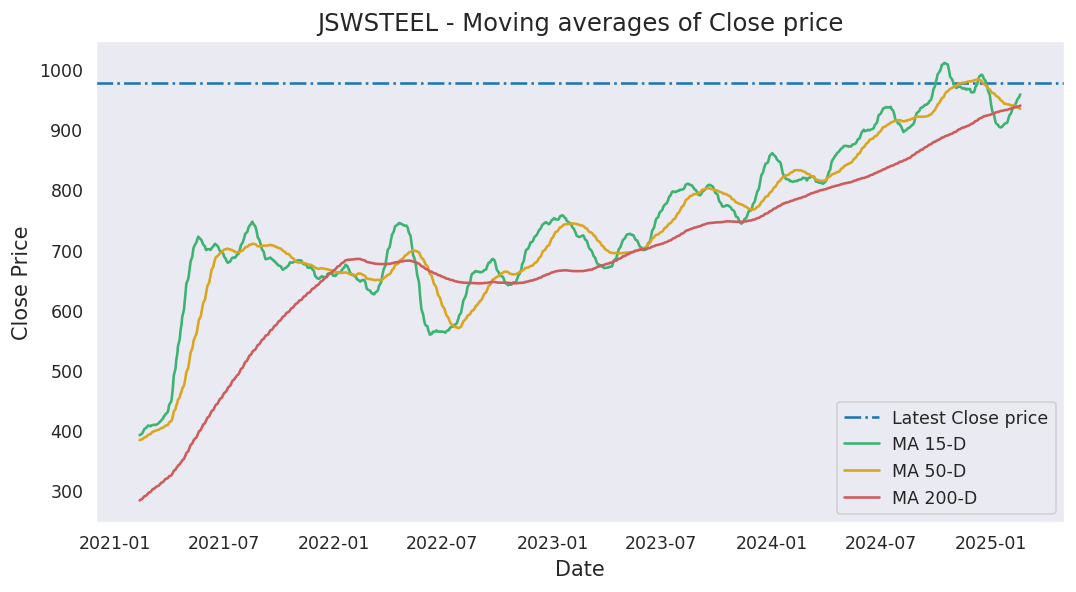 JSWSTEEL - Moving averages of Close price
Close Price
1000
900
800
700
600
500
400
300
Latest Close price
MA 15-D
MA 50-D
MA 200-D
2021-01 2021-07 2022-01 2022-07 2023-01 2023-07 2024-01 2024-07 2025-01
Date